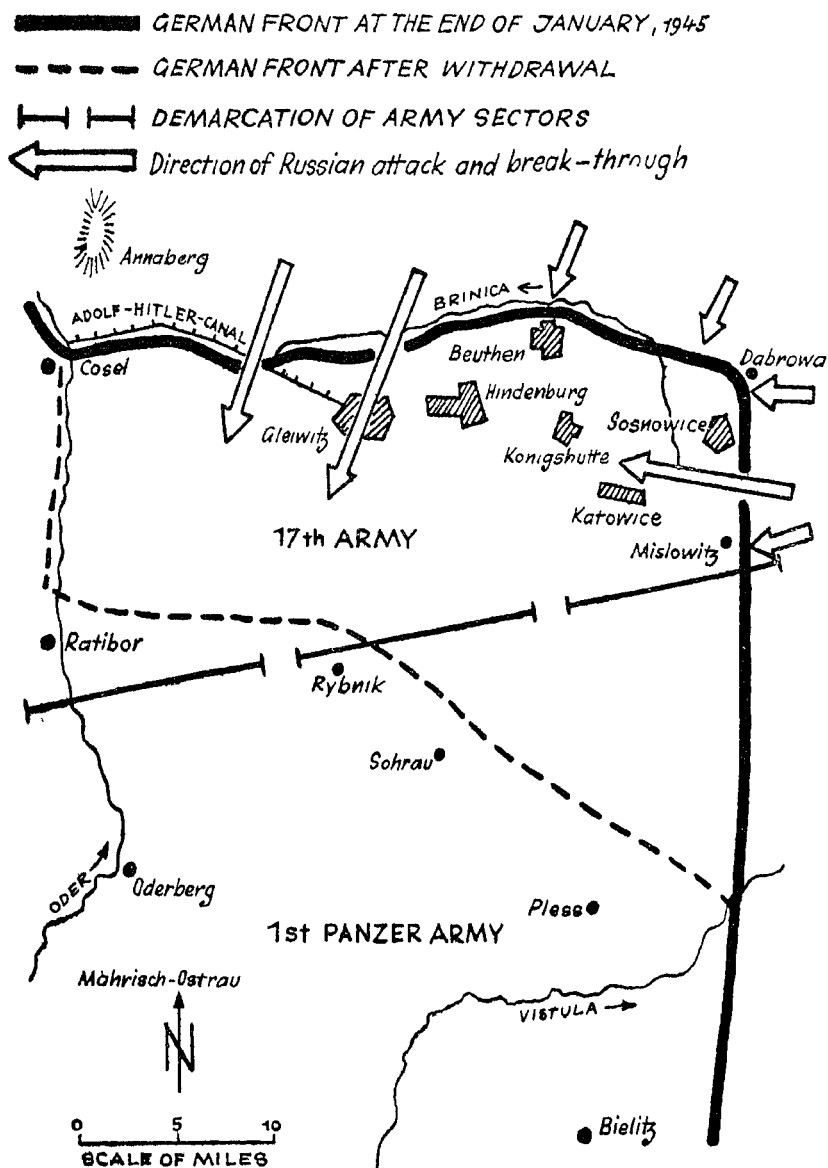 GERMAN FRONT AT THE END OF JANUARY, 1945
GERMAN FRONT AFTER WITHDRAWAL
DEMARCATION OF ARMY SECTORS
Direction of Russian attack and break-through
Annaberg
ADOLF-HITLER-CANAL
BRINICA
Cosel
Beuthen
Dabrowa
Hindenburg
Gleiwitz
Konigshutte
Sosnowice
Katowice
17th ARMY
Mislowitz
Ratibor
Rybnik
Sohrau
ODER
Oderberg
Pless
1st PANZER ARMY
Mährisch-Ostrau
VISTULA
N
Bielitz
0 5 10
SCALE OF MILES